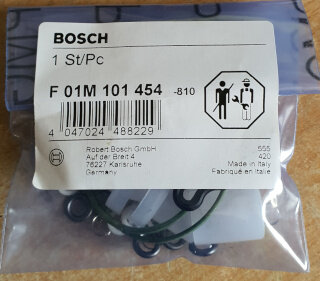 BOSCH
1 St/Pc
F 01M 101 454 -810
4 047024 488229
Robert Bosch GmbH
Auf der Breit 4
76227 Karlsruhe
Germany
555
420
Made in Italy
Fabriqué en Italie